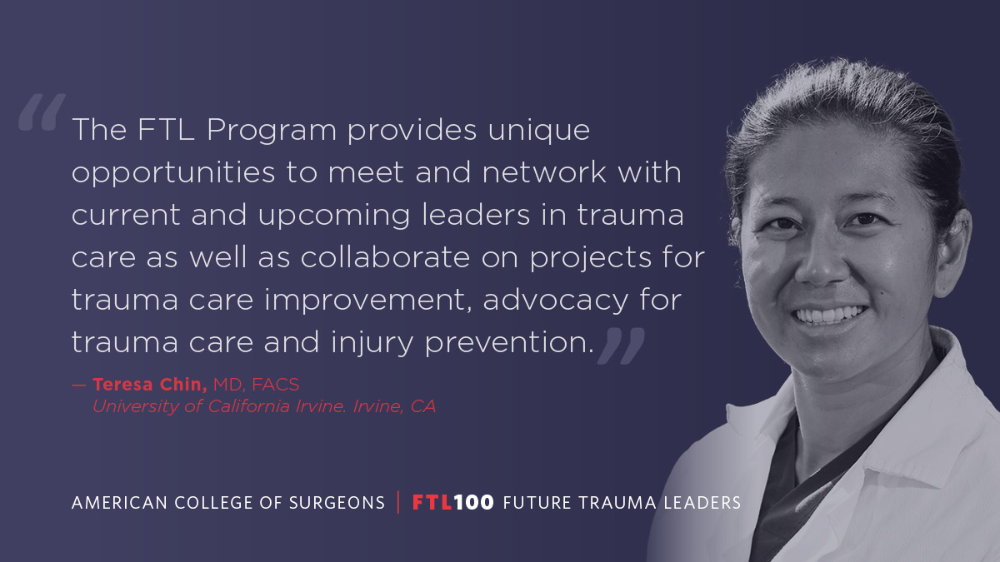 “
The FTL Program provides unique
opportunities to meet and network with
current and upcoming leaders in trauma
care as well as collaborate on projects for
trauma care improvement, advocacy for
trauma care and injury prevention.”
— Teresa Chin, MD, FACS
University of California Irvine. Irvine, CA
AMERICAN COLLEGE OF SURGEONS | FTL100 FUTURE TRAUMA LEADERS